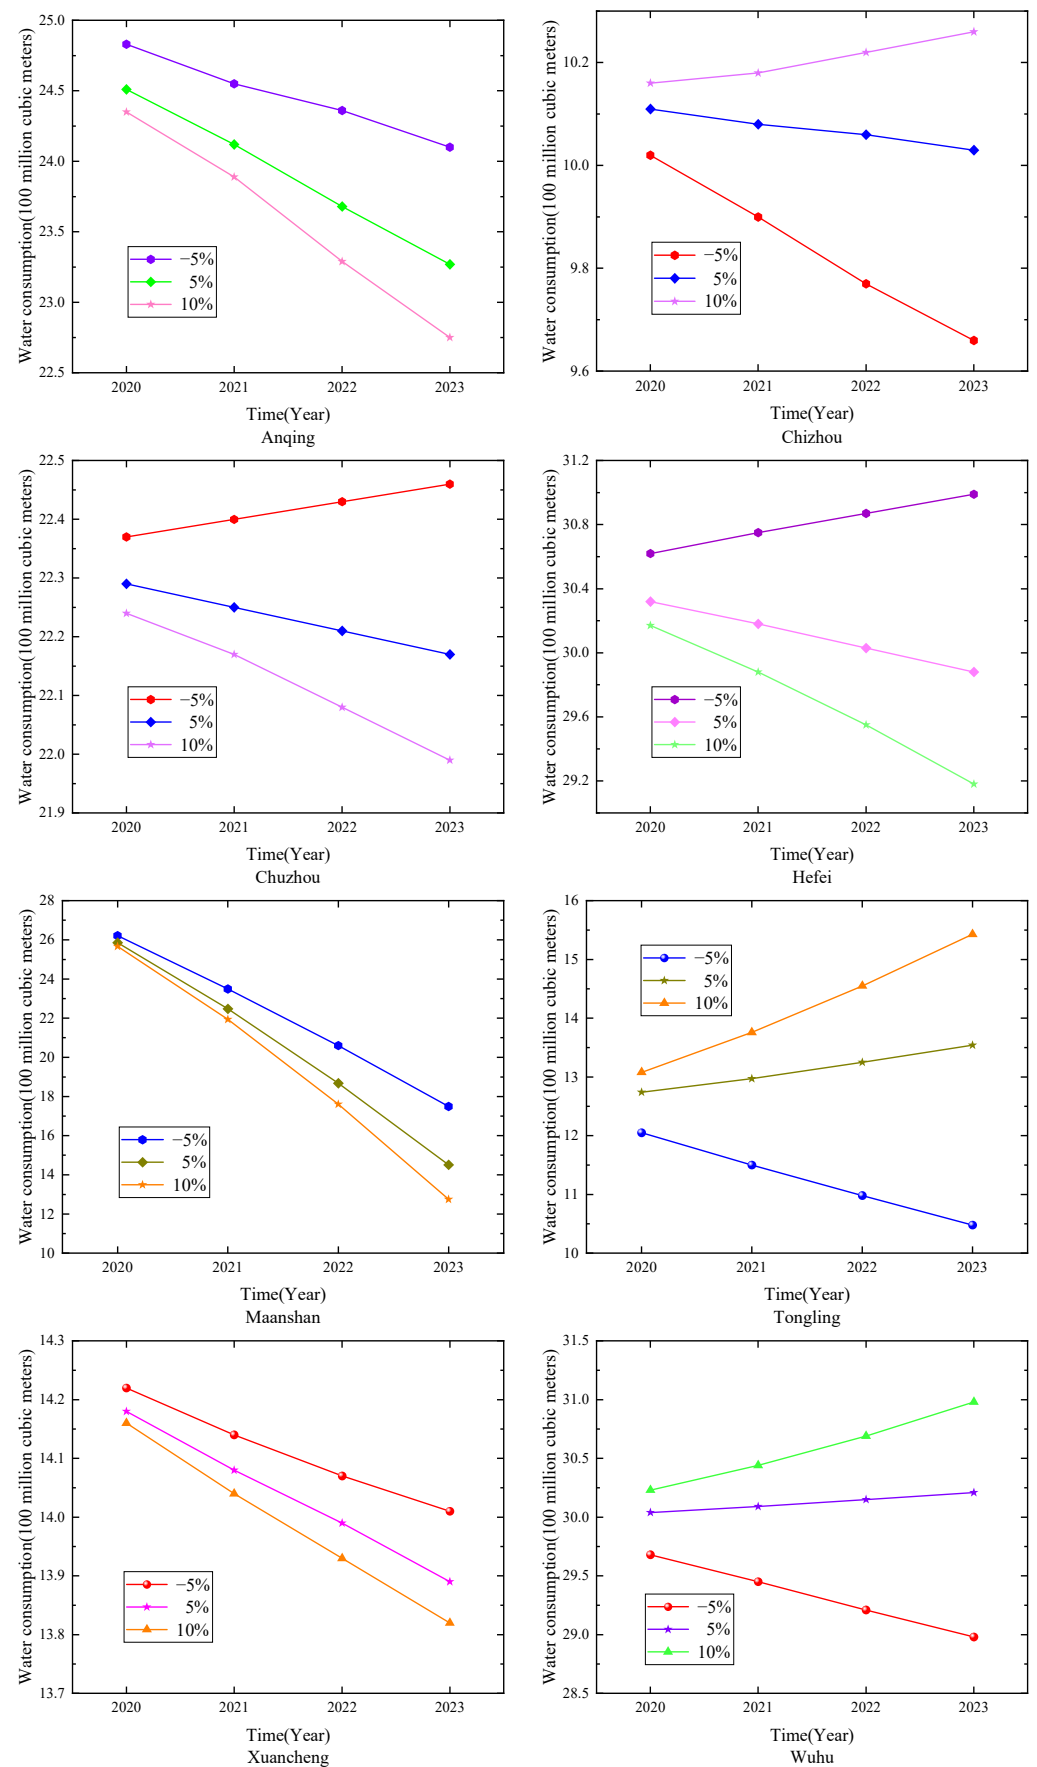 Water consumption(100 million cubic meters)
25.0
24.5
24.0
23.5
23.0
22.5
−5%
5%
10%
2020 2021 2022 2023
Time(Year)
Anqing
Water consumption(100 million cubic meters)
10.2
10.0
9.8
9.6
−5%
5%
10%
2020 2021 2022 2023
Time(Year)
Chizhou
Water consumption(100 million cubic meters)
22.5
22.4
22.3
22.2
22.1
22.0
21.9
−5%
5%
10%
2020 2021 2022 2023
Time(Year)
Chuzhou
Water consumption(100 million cubic meters)
31.2
30.8
30.4
30.0
29.6
29.2
−5%
5%
10%
2020 2021 2022 2023
Time(Year)
Hefei
Water consumption(100 million cubic meters)
28
26
24
22
20
18
16
14
12
10
−5%
5%
10%
2020 2021 2022 2023
Time(Year)
Maanshan
Water consumption(100 million cubic meters)
16
15
14
13
12
11
10
−5%
5%
10%
2020 2021 2022 2023
Time(Year)
Tongling
Water consumption(100 million cubic meters)
14.3
14.2
14.1
14.0
13.9
13.8
13.7
−5%
5%
10%
2020 2021 2022 2023
Time(Year)
Xuancheng
Water consumption(100 million cubic meters)
31.5
31.0
30.5
30.0
29.5
29.0
28.5
−5%
5%
10%
2020 2021 2022 2023
Time(Year)
Wuhu